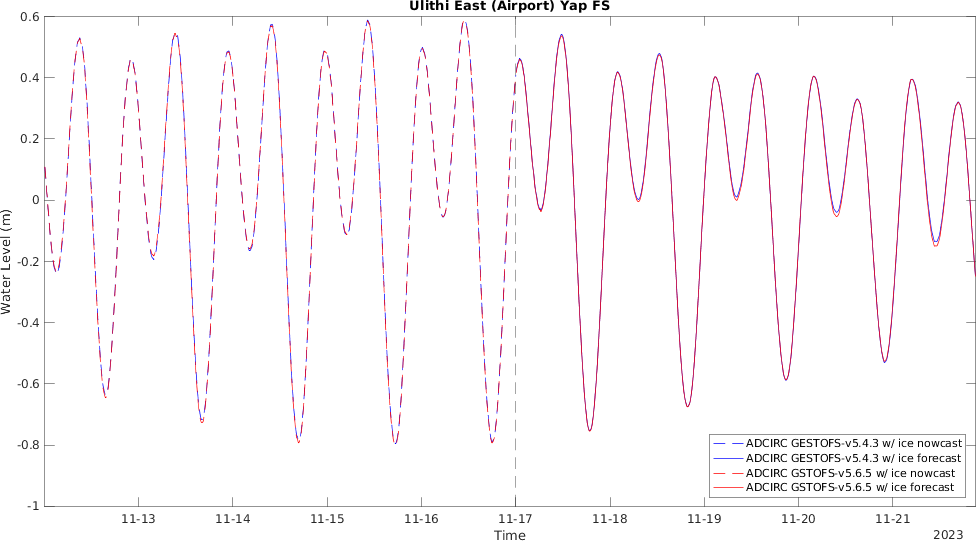 Ulithi East (Airport) Yap FS
Water Level (m)
0.6
0.4
0.2
0
-0.2
-0.4
-0.6
-0.8
-1
ADCIRC GESTOFS-v5.4.3 w/ ice nowcast
ADCIRC GESTOFS-v5.4.3 w/ ice forecast
ADCIRC GSTOFS-v5.6.5 w/ ice nowcast
ADCIRC GSTOFS-v5.6.5 w/ ice forecast
11-13 11-14 11-15 11-16 11-17 11-18 11-19 11-20 11-21
Time
2023